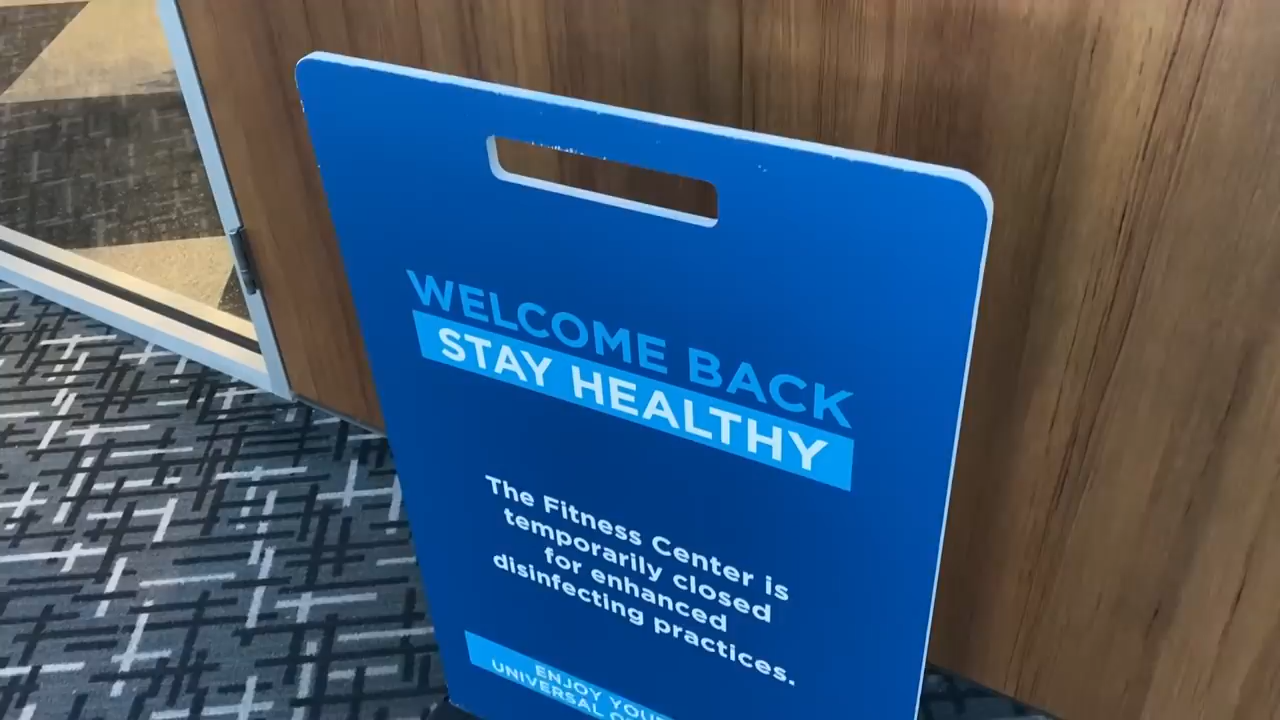 WELCOME BACK
STAY HEALTHY
The Fitness Center is
temporarily closed
for enhanced
disinfecting practices.
ENJOY YOUR
UNIVERSAL